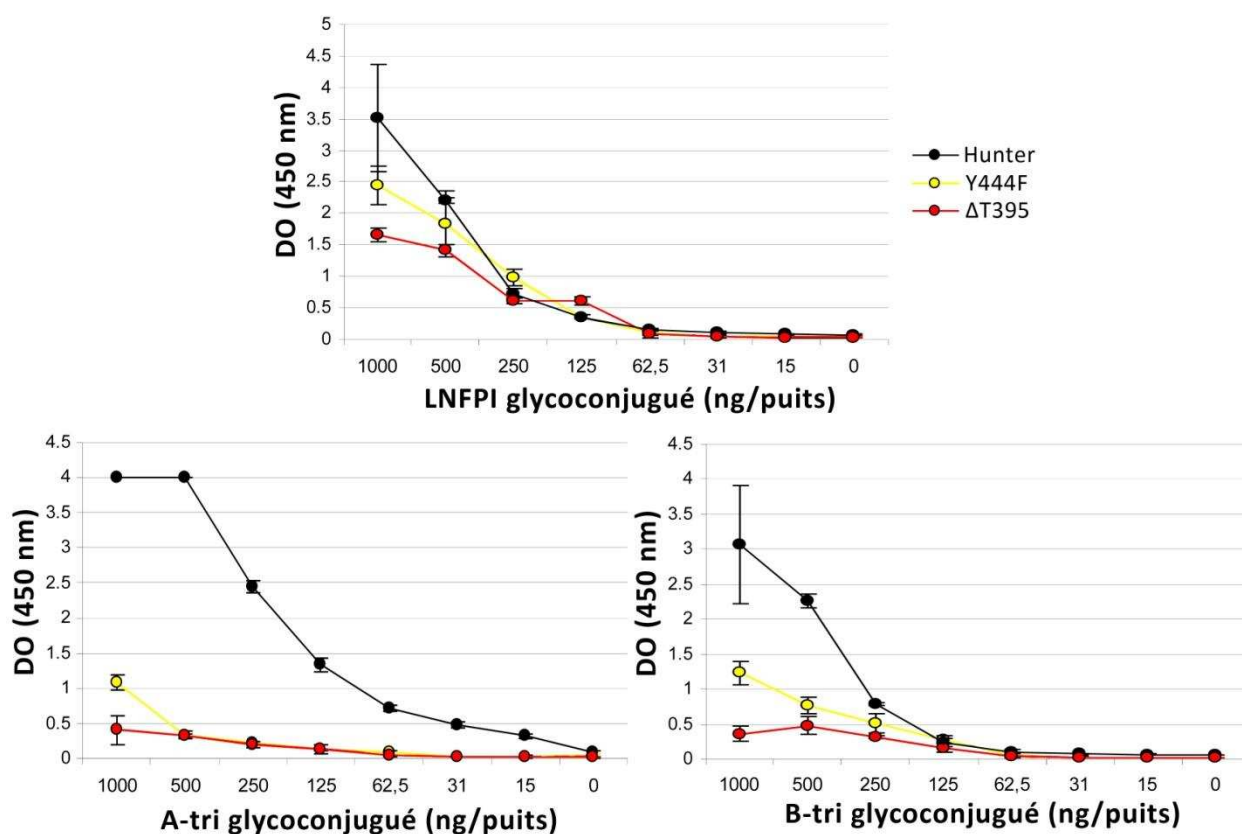 5
4.5
4
3.5
3
2.5
2
1.5
1
0.5
0
DO (450 nm)
1000 500 250 125 62,5 31 15 0
LNFPI glycoconjugué (ng/puits)
Hunter
Y444F
ΔT395
4.5
4
3.5
3
2.5
2
1.5
1
0.5
0
DO (450 nm)
1000 500 250 125 62,5 31 15 0
A-tri glycoconjugué (ng/puits)
4.5
4
3.5
3
2.5
2
1.5
1
0.5
0
DO (450 nm)
1000 500 250 125 62,5 31 15 0
B-tri glycoconjugué (ng/puits)